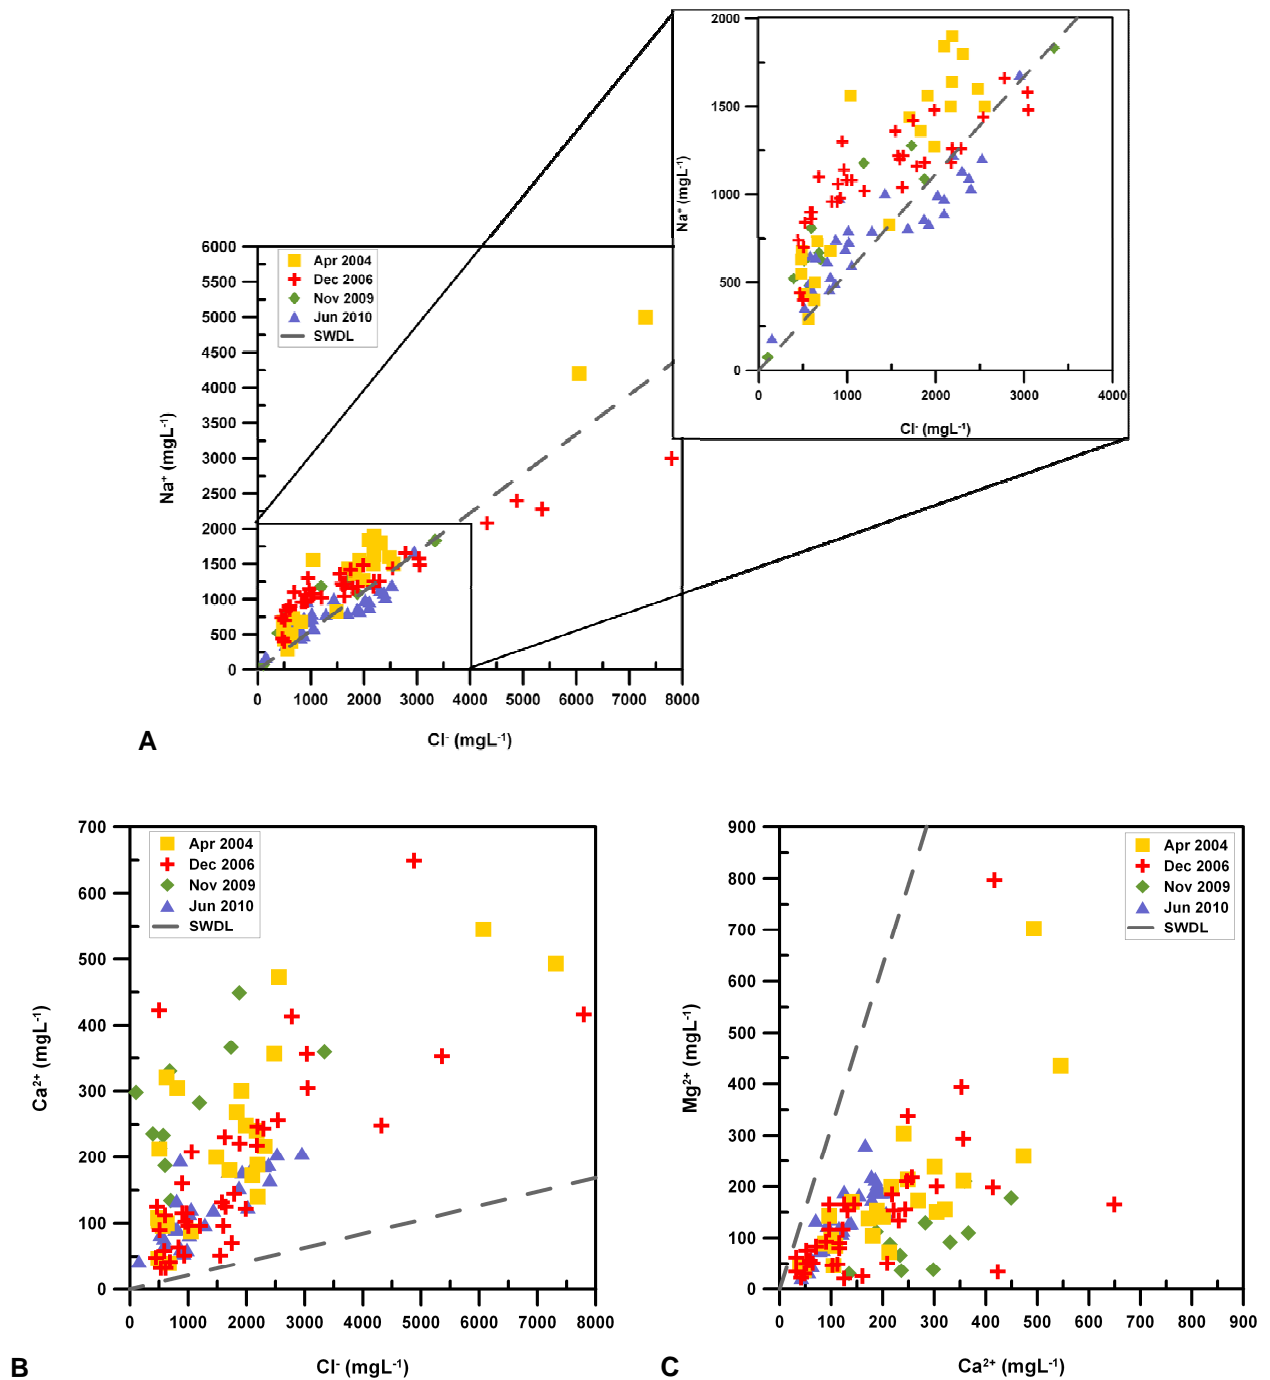 2000
1500
1000
500
0
Na⁺ (mgL⁻¹)
0 1000 2000 3000 4000
Cl⁻ (mgL⁻¹)
6000
5500
5000
4500
4000
3500
3000
2500
2000
1500
1000
500
0
Na⁺ (mgL⁻¹)
Apr 2004
Dec 2006
Nov 2009
Jun 2010
SWDL
0 1000 2000 3000 4000 5000 6000 7000 8000
Cl⁻ (mgL⁻¹)
A
700
600
500
400
300
200
100
0
Ca²⁺ (mgL⁻¹)
Apr 2004
Dec 2006
Nov 2009
Jun 2010
SWDL
0 1000 2000 3000 4000 5000 6000 7000 8000
Cl⁻ (mgL⁻¹)
B
900
800
700
600
500
400
300
200
100
0
Mg²⁺ (mgL⁻¹)
Apr 2004
Dec 2006
Nov 2009
Jun 2010
SWDL
0 100 200 300 400 500 600 700 800 900
Ca²⁺ (mgL⁻¹)
C